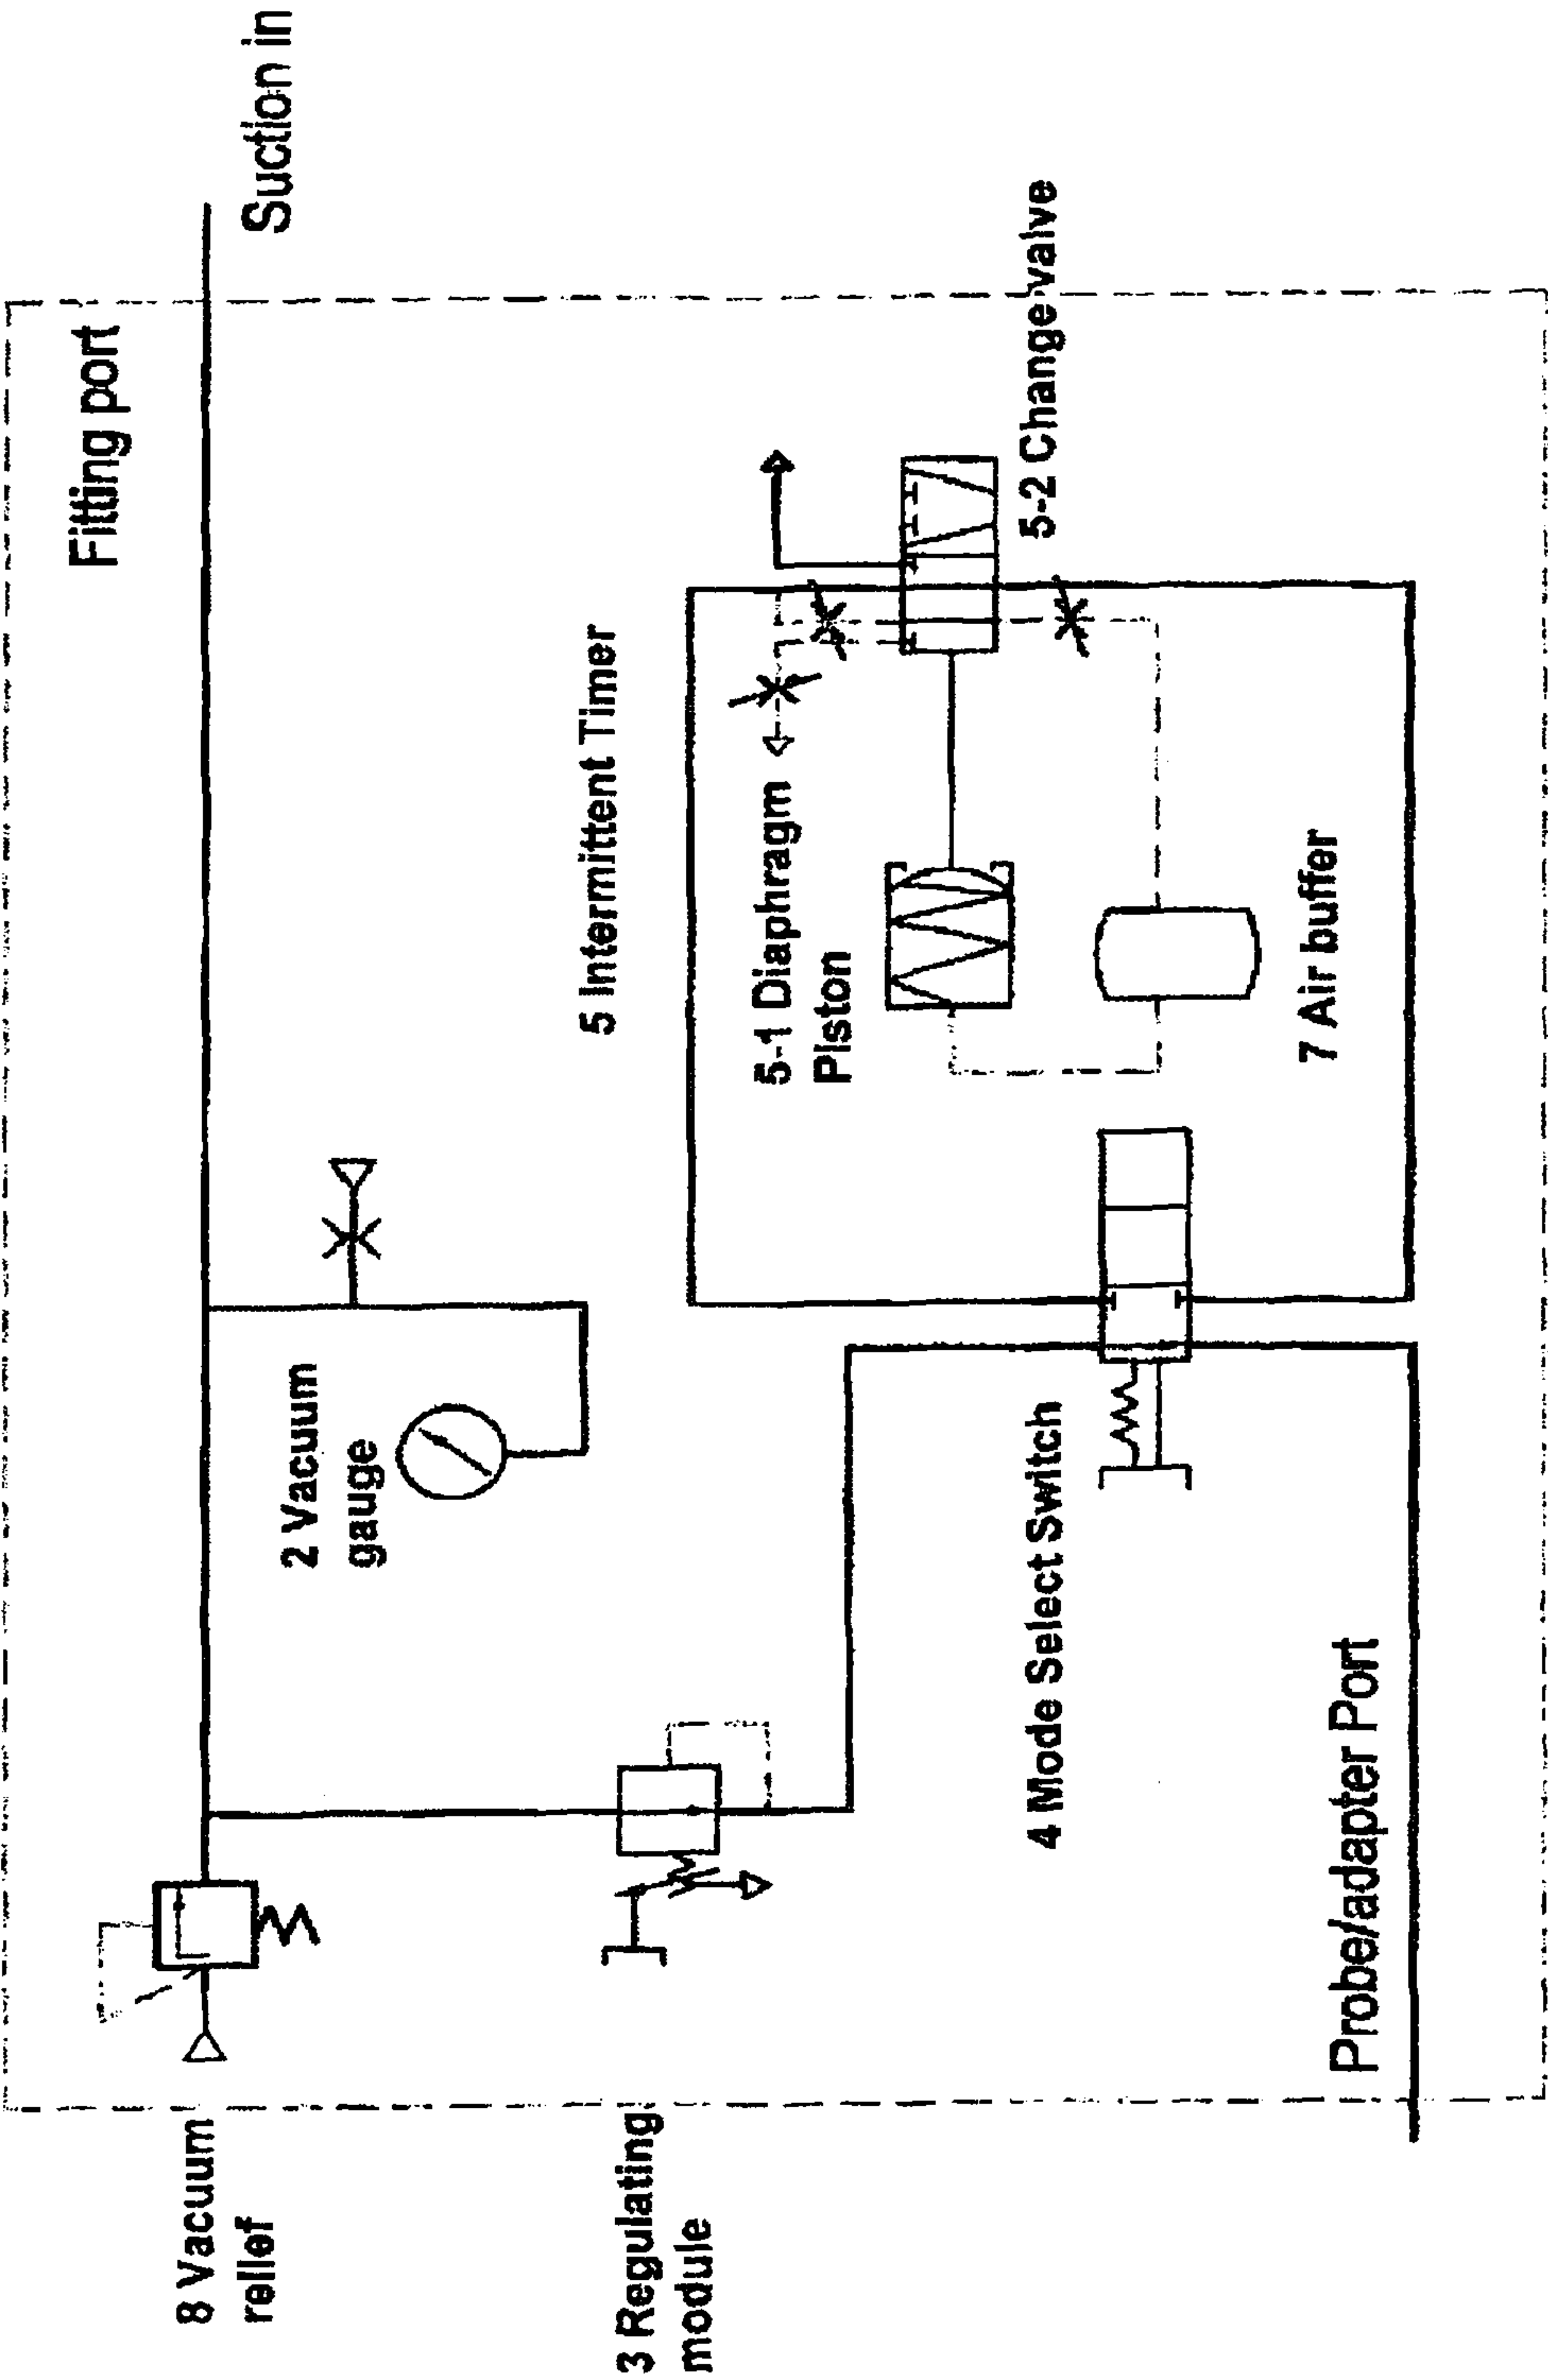 Suction in
Fitting port
5-2 Change valve
5 Intermittent Timer
5-1 Diaphragm
Piston
7 Air buffer
2 Vacuum
gauge
4 Mode Select Switch
Probe/adapter Port
8 Vacuum
relief
3 Regulating
module